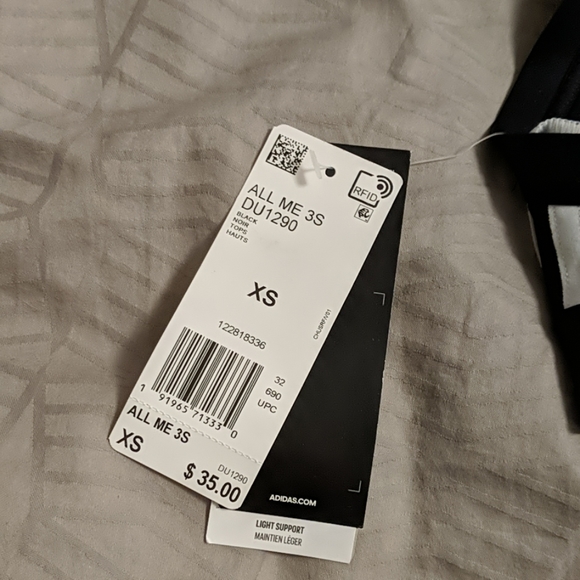 RFID
ALL ME 3S
DU1290
BLACK
NOIR
TOPS
HAUTS
XS
122818336
32
690
UPC
1 91965 71333 0
ALL ME 3S
XS
DU1290
$ 35.00
ADIDAS.COM
LIGHT SUPPORT
MAINTIEN LÉGER